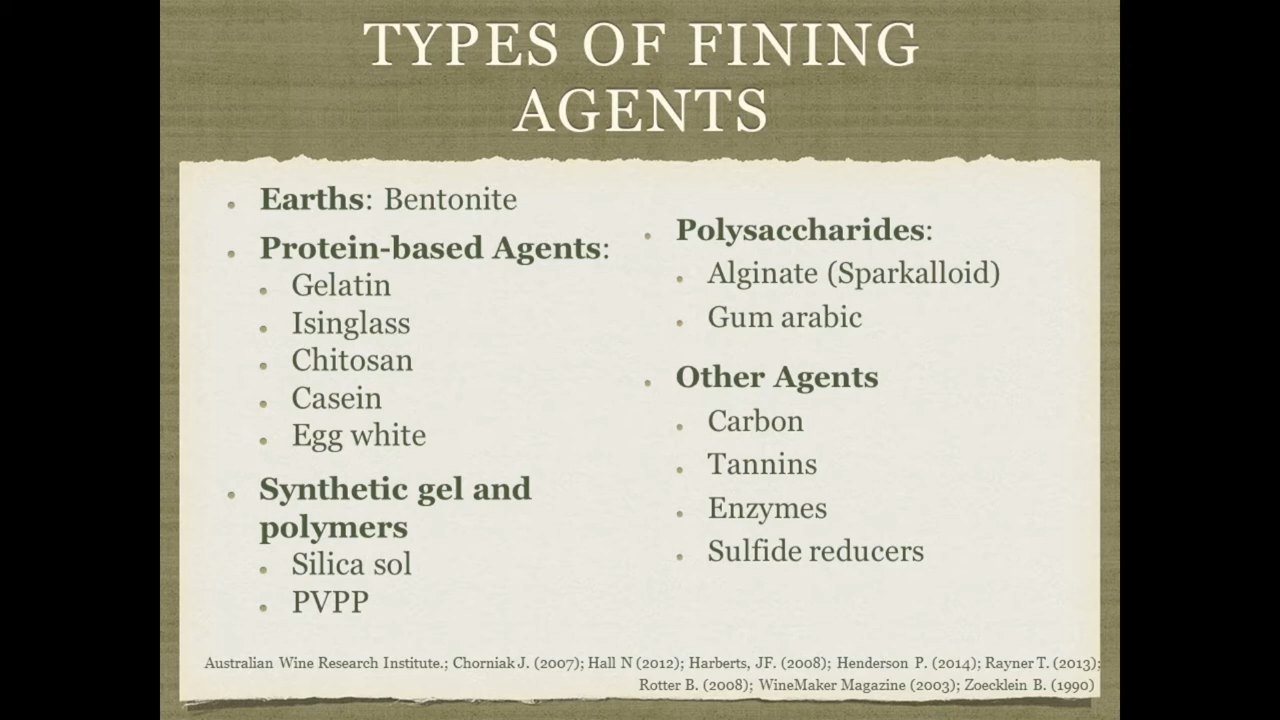 TYPES OF FINING
AGENTS
Earths: Bentonite
Protein-based Agents:
Gelatin
Isinglass
Chitosan
Casein
Egg white
Synthetic gel and
polymers
Silica sol
PVPP
Polysaccharides:
Alginate (Sparkalloid)
Gum arabic
Other Agents
Carbon
Tannins
Enzymes
Sulfide reducers
Australian Wine Research Institute.; Chorniak J. (2007); Hall N (2012); Harberts, JF. (2008); Henderson P. (2014); Rayner T. (2013);
Rotter B. (2008); WineMaker Magazine (2003); Zoecklein B. (1990)